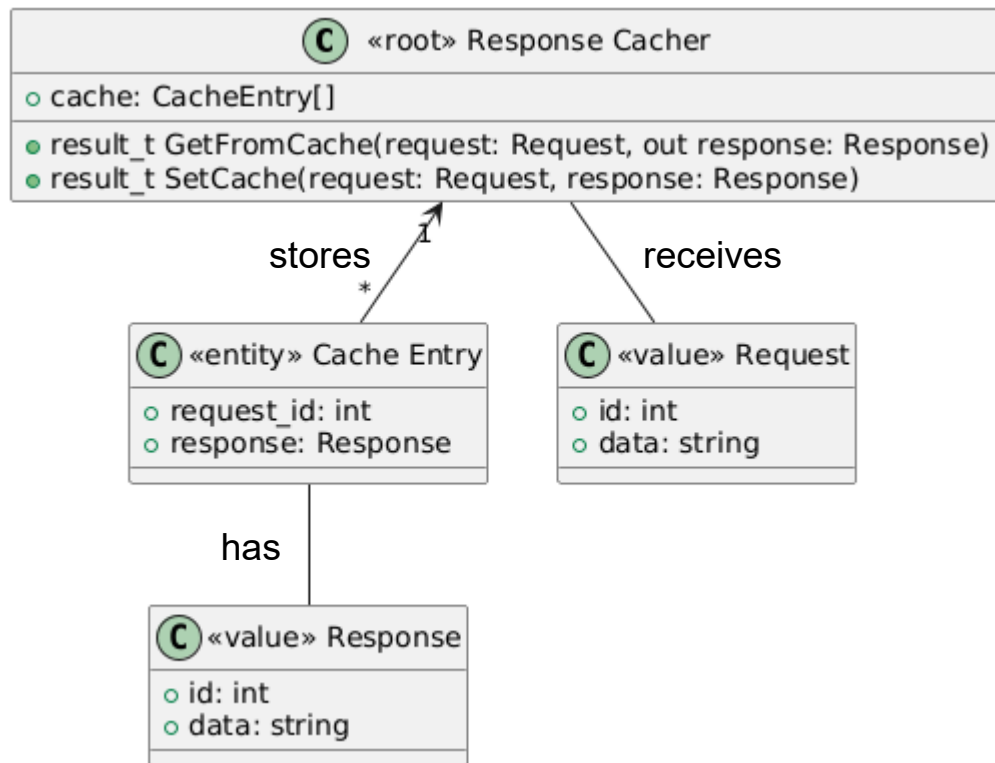 C «root» Response Cacher
cache: CacheEntry[]
result_t GetFromCache(request: Request, out response: Response)
result_t SetCache(request: Request, response: Response)
1
stores
receives
*
C «entity» Cache Entry
request_id: int
response: Response
C «value» Request
id: int
data: string
has
C «value» Response
id: int
data: string